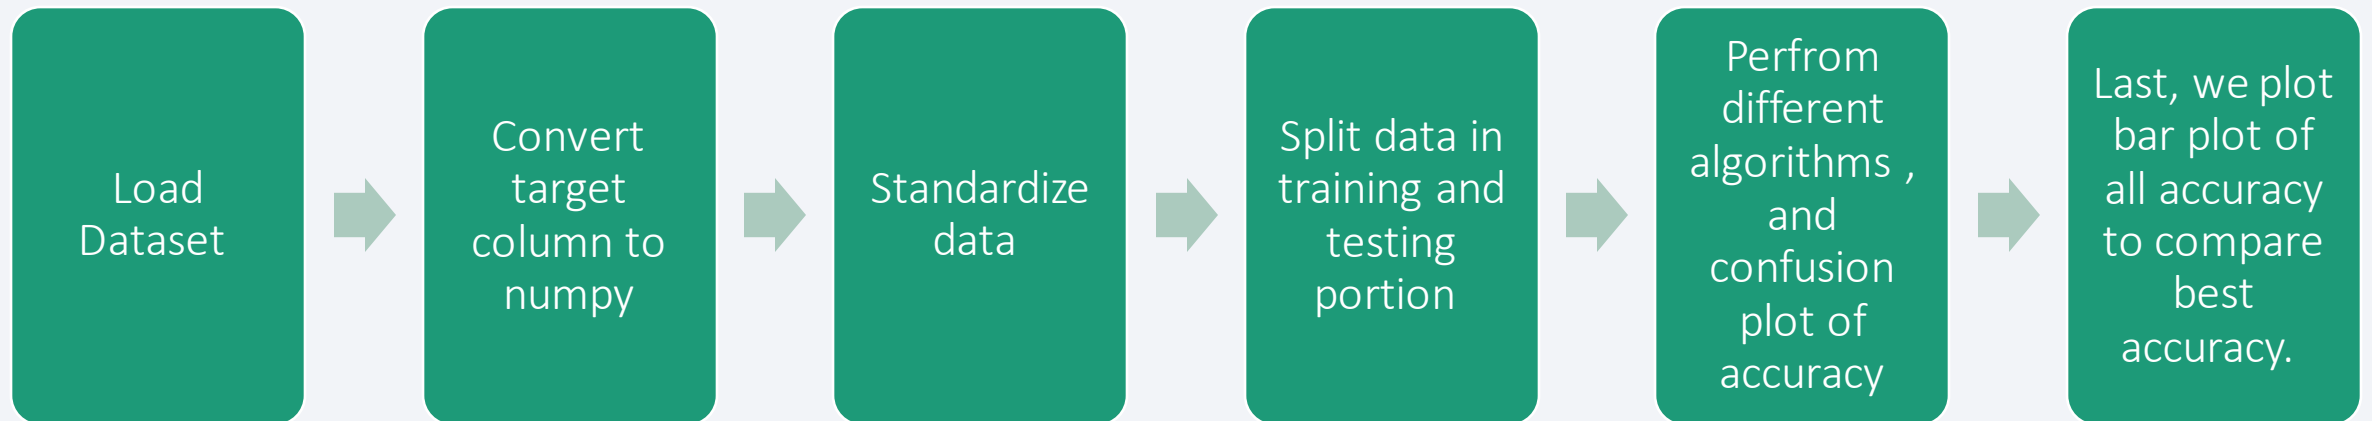 Load
Dataset
Convert
target
column to
numpy
Standardize
data
Split data in
training and
testing
portion
Perfrom
different
algorithms ,
and
confusion
plot of
accuracy
Last, we plot
bar plot of
all accuracy
to compare
best
accuracy.